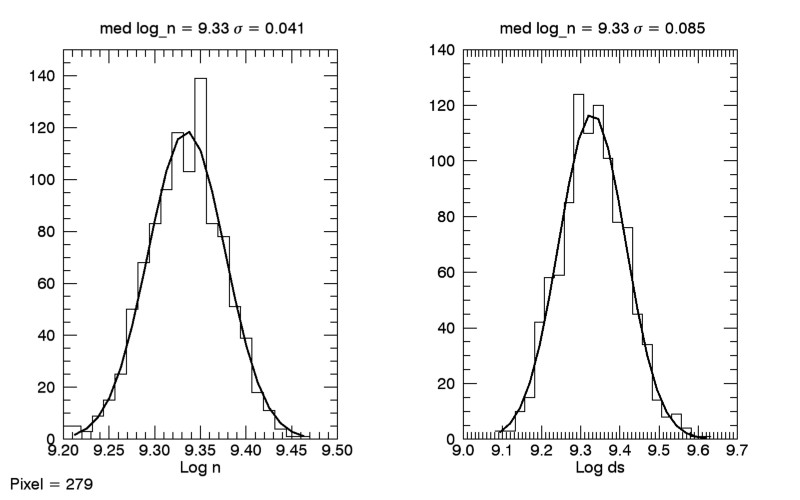 med log_n = 9.33 σ = 0.041
med log_n = 9.33 σ = 0.085
140
120
100
80
60
40
20
0
9.20 9.25 9.30 9.35 9.40 9.45 9.50
Log n
140
120
100
80
60
40
20
0
9.0 9.1 9.2 9.3 9.4 9.5 9.6 9.7
Log ds
Pixel = 279